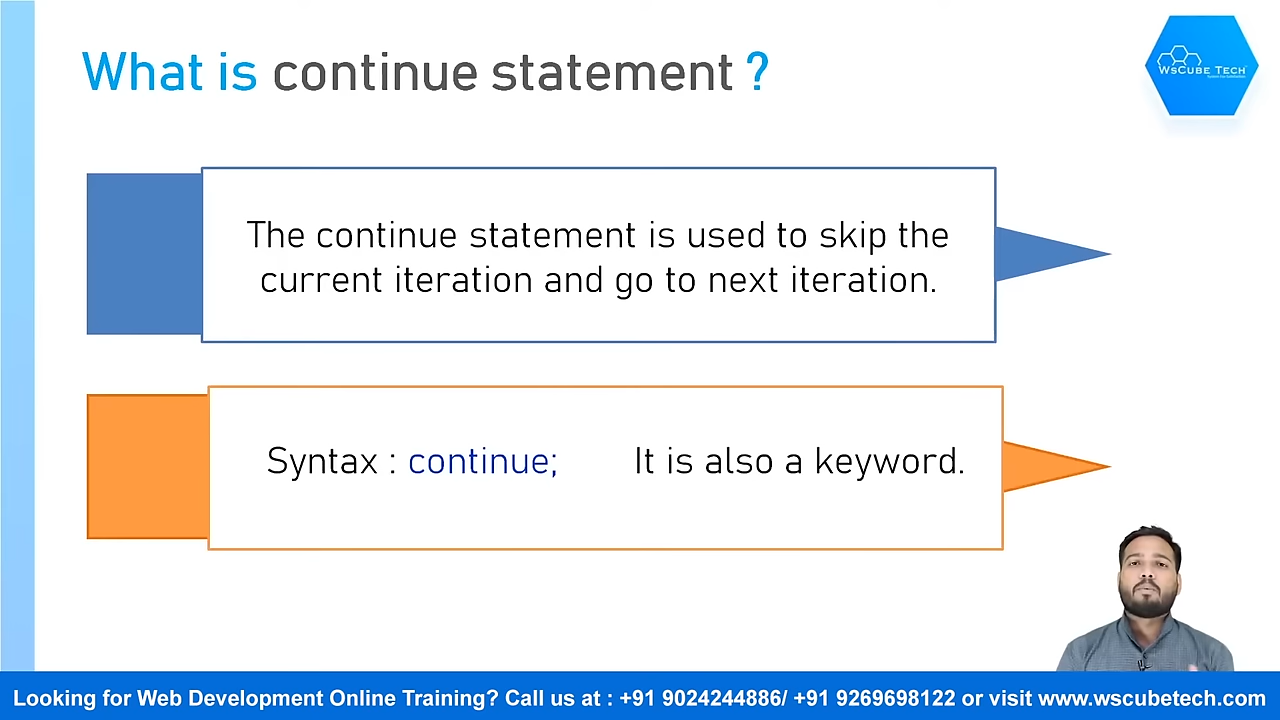 What is continue statement ?
WsCube Tech
The continue statement is used to skip the
current iteration and go to next iteration.
Syntax : continue; It is also a keyword.
Looking for Web Development Online Training? Call us at : +91 9024244886/ +91 9269698122 or visit www.wscubetech.com